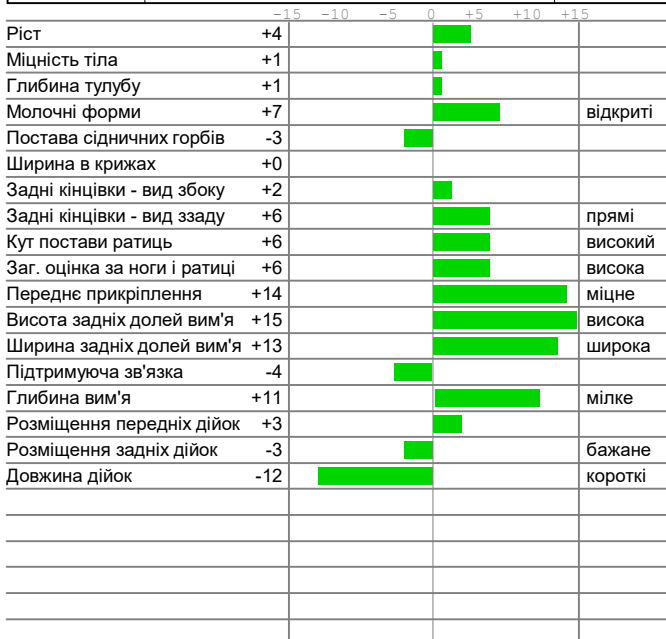 -15 -10 -5 0 +5 +10 +15
Ріст +4
Міцність тіла +1
Глибина тулубу +1
Молочні форми +7 відкриті
Постава сідничних горбів -3
Ширина в крижах +0
Задні кінцівки - вид збоку +2
Задні кінцівки - вид ззаду +6 прямі
Кут постави ратиць +6 високий
Заг. оцінка за ноги і ратиці +6 висока
Переднє прикріплення +14 міцне
Висота задніх долей вим'я +15 висока
Ширина задніх долей вим'я +13 широка
Підтримуюча зв'язка -4
Глибина вим'я +11 мілке
Розміщення передніх дійок +3
Розміщення задніх дійок -3 бажане
Довжина дійок -12 короткі